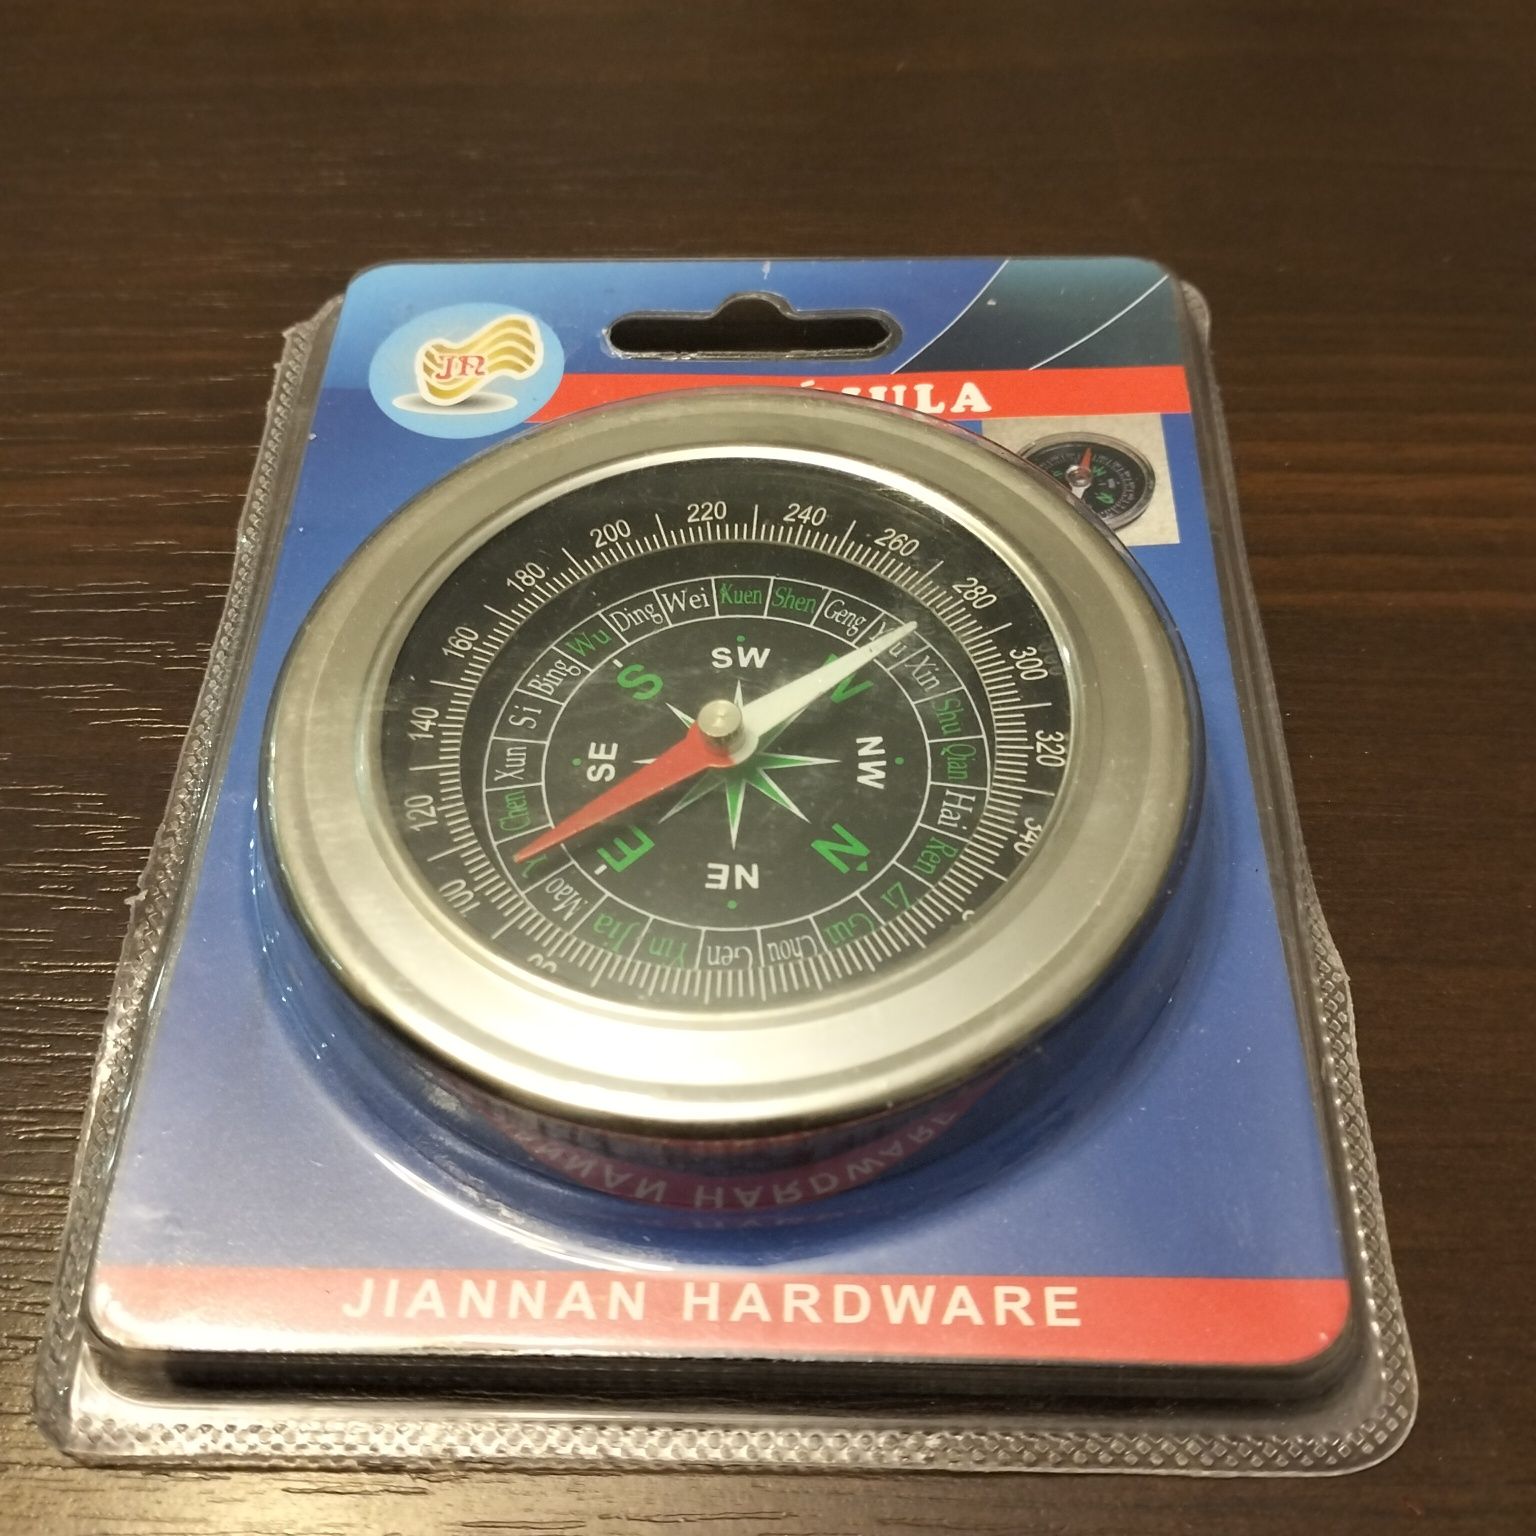 JN
ULA
180
200
220
240
260
280
300
320
340
160
140
120
100
Wu
Ding
Wei
Kuen
Shen
Geng
Xin
Shu
Qian
Hai
Ren
Zi
Gui
Chou
Gen
Yin
Jia
Mao
Chen
Xun
Si
Bing
S
SW
W
NW
N
NE
E
SE
JIANNAN HARDWARE